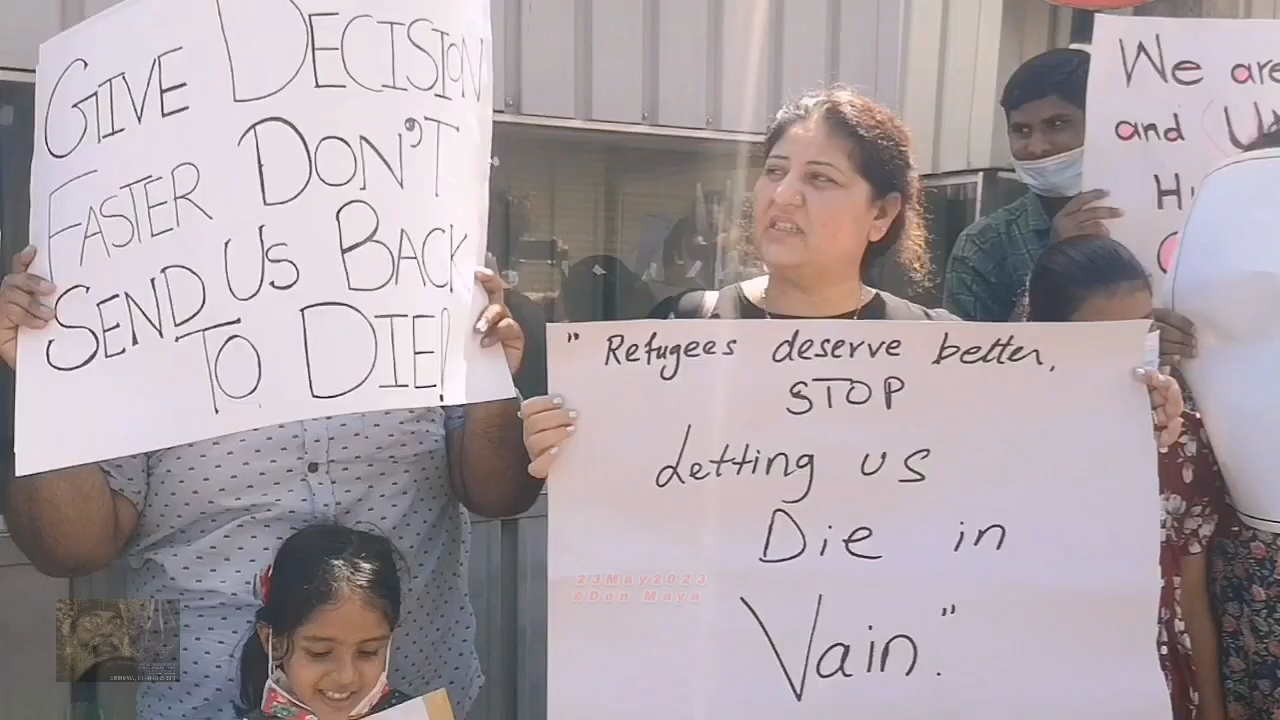 GIVE DECISION
FASTER DON'T
SEND US BACK
TO DIE!
" Refugees deserve better,
STOP
Letting us
Die in
Vain."
We are
and
23May2023
©Don Maya